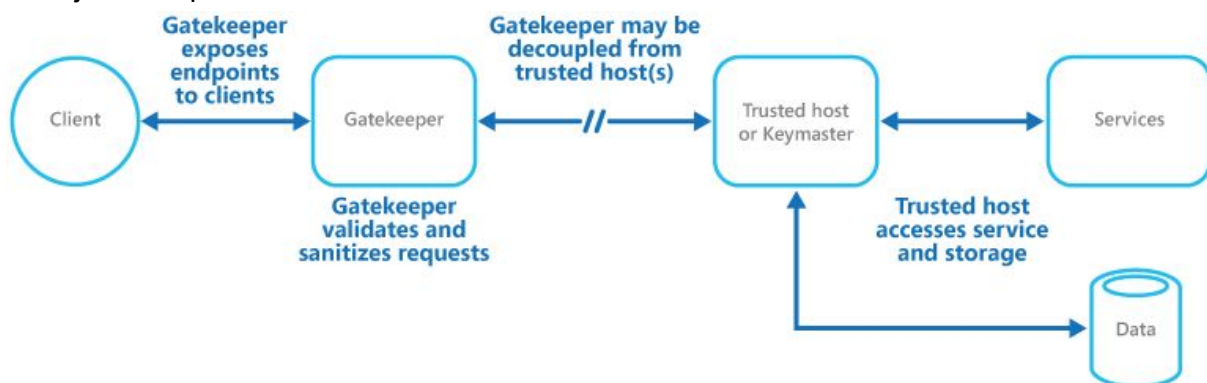 Gatekeeper
exposes
endpoints
to clients
Gatekeeper may be
decoupled from
trusted host(s)
Client
Gatekeeper
Trusted host
or Keymaster
Services
Gatekeeper
validates and
sanitizes requests
Trusted host
accesses service
and storage
Data